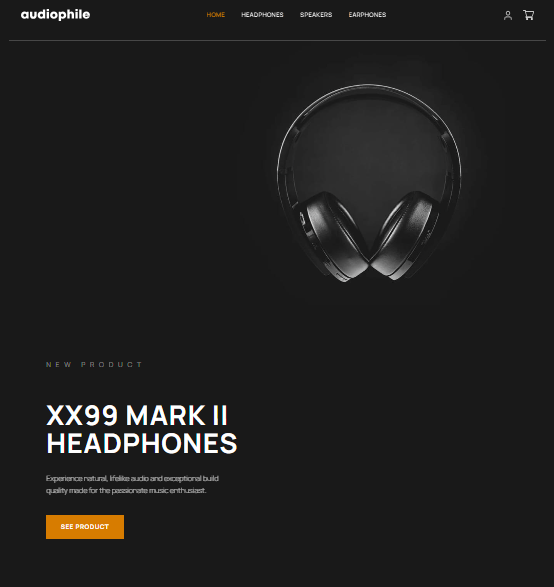 audiophile
HOME HEADPHONES SPEAKERS EARPHONES
NEW PRODUCT
XX99 MARK II
HEADPHONES
Experience natural, lifelike audio and exceptional build
quality made for the passionate music enthusiast.
SEE PRODUCT